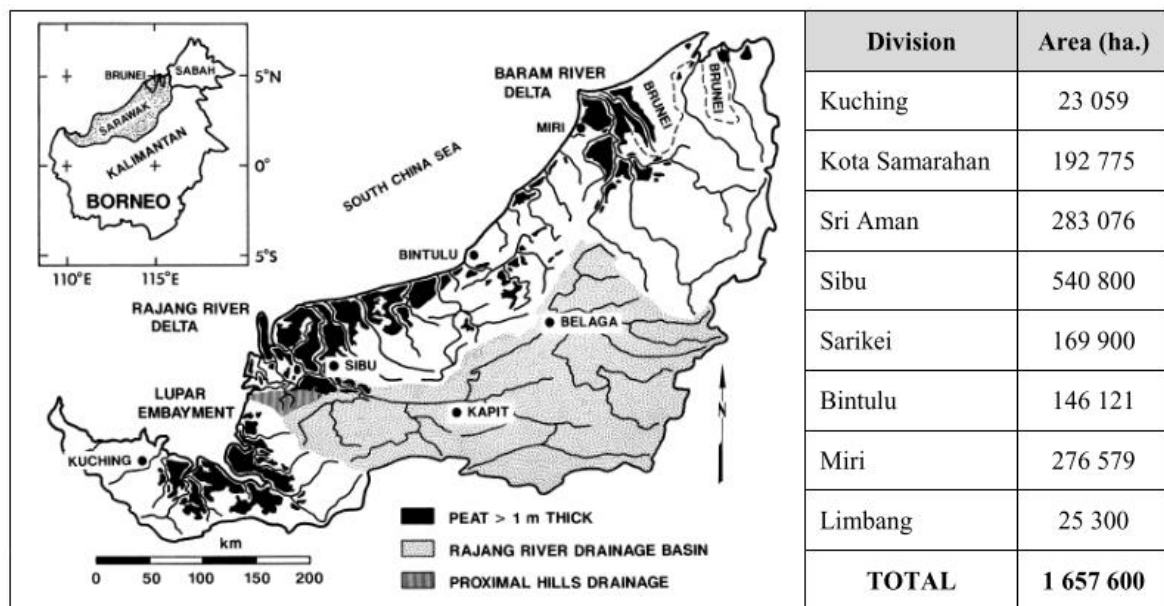 BRUNEI
SABAH
SARAWAK
KALIMANTAN
BORNEO
5°N
0°
5°S
110°E 115°E
BARAM RIVER
DELTA
BRUNEI
BRUNEI
MIRI
SOUTH CHINA SEA
BINTULU
RAJANG RIVER
DELTA
BELAGA
SIBU
LUPAR
EMBAYMENT
KAPIT
N
KUCHING
PEAT > 1 m THICK
RAJANG RIVER DRAINAGE BASIN
PROXIMAL HILLS DRAINAGE
km
0 50 100 150 200
Division Area (ha.)
Kuching 23 059
Kota Samarahan 192 775
Sri Aman 283 076
Sibu 540 800
Sarikei 169 900
Bintulu 146 121
Miri 276 579
Limbang 25 300
TOTAL 1 657 600